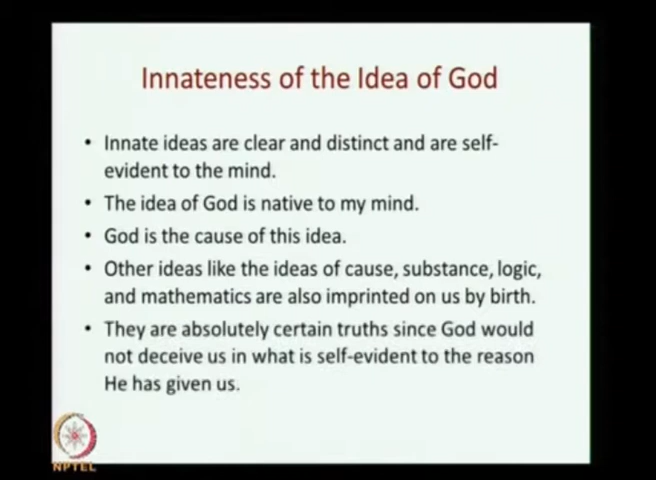 Innateness of the Idea of God
• Innate ideas are clear and distinct and are self-
evident to the mind.
• The idea of God is native to my mind.
• God is the cause of this idea.
• Other ideas like the ideas of cause, substance, logic,
and mathematics are also imprinted on us by birth.
• They are absolutely certain truths since God would
not deceive us in what is self-evident to the reason
He has given us.
NPTEL